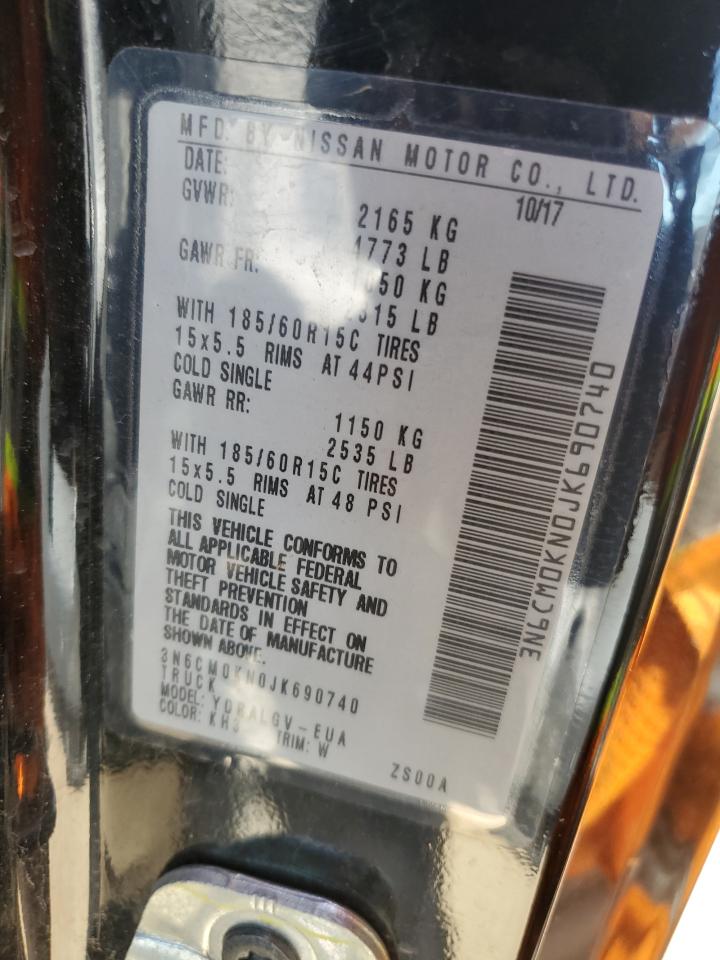 MFD. BY NISSAN MOTOR CO., LTD.
DATE: 10/17
GVWR: 2165 KG
1773 LB
GAWR FR: 050 KG
315 LB
WITH 185/60R15C TIRES
15x5.5 RIMS AT 44PSI
COLD SINGLE
GAWR RR: 1150 KG
2535 LB
WITH 185/60R15C TIRES
15x5.5 RIMS AT 48 PSI
COLD SINGLE
THIS VEHICLE CONFORMS TO
ALL APPLICABLE FEDERAL
MOTOR VEHICLE SAFETY AND
THEFT PREVENTION
STANDARDS IN EFFECT ON
THE DATE OF MANUFACTURE
SHOWN ABOVE.
3N6CM0KN0JK690740
TRUCK
MODEL: -EUA
COLOR: KH3 TRIM: W
ZS00A
3N6CM0KN0JK690740